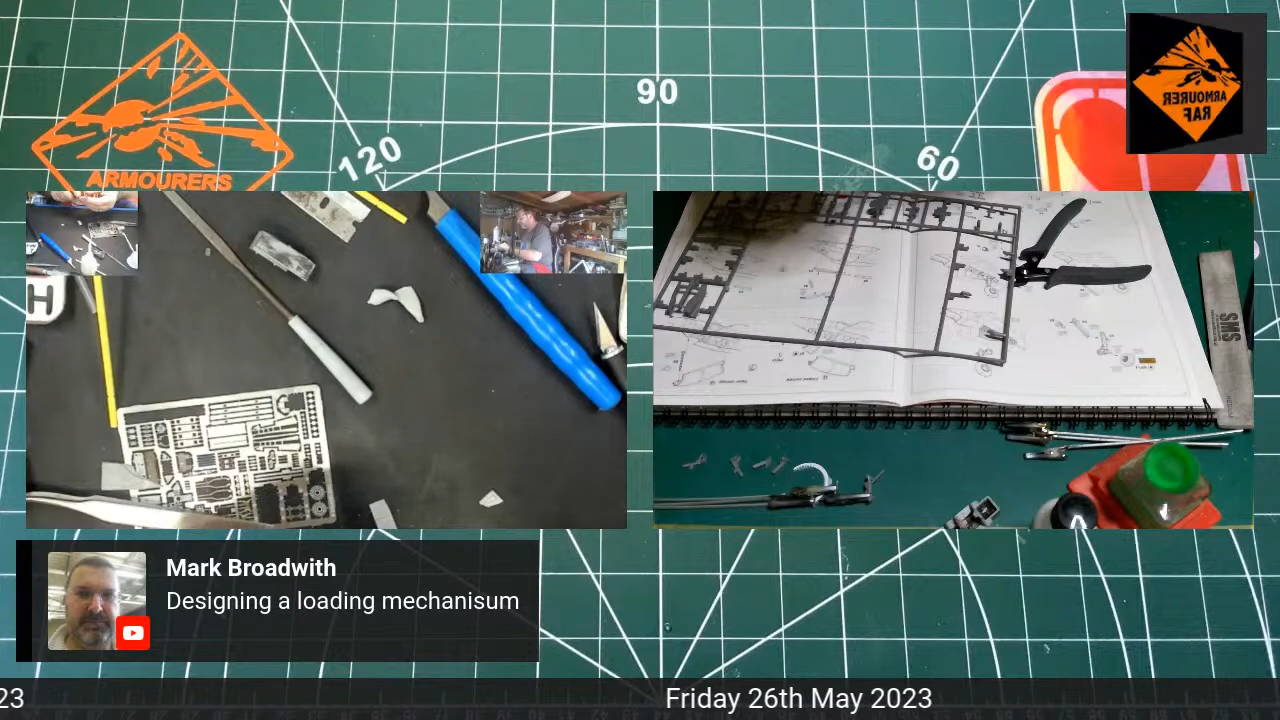 90
120
60
ARMOURERS
ARMOURER
RAF
H
SMS
Mark Broadwith
Designing a loading mechanisum
23
Friday 26th May 2023